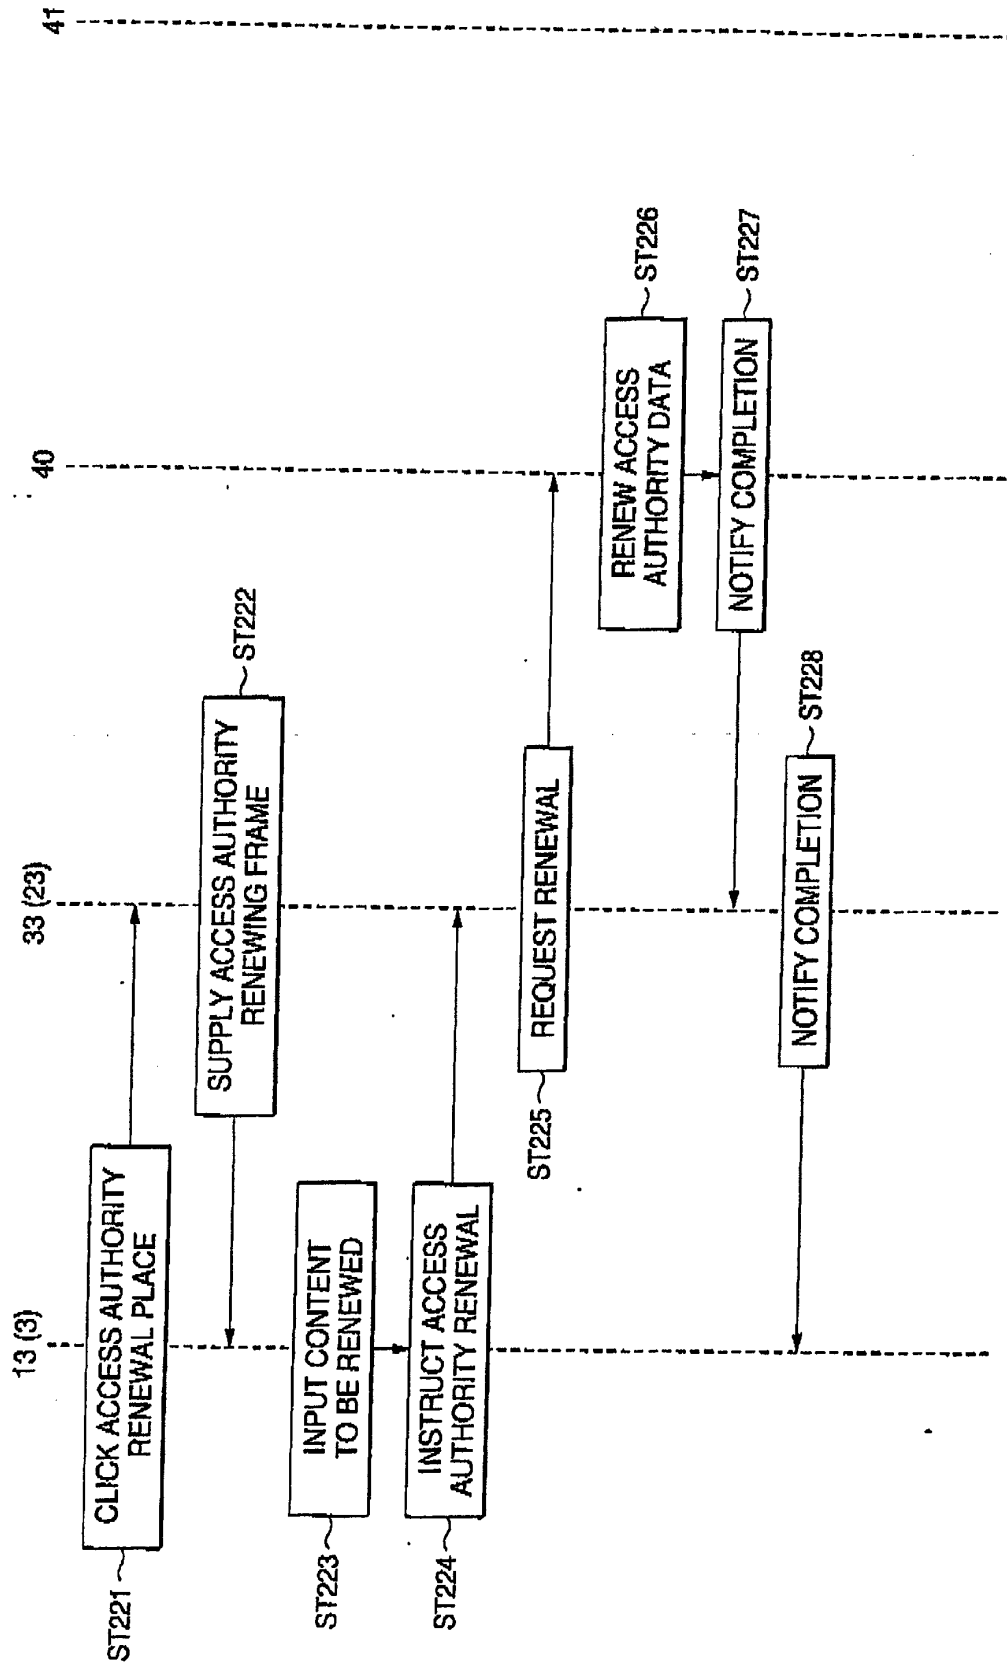 13 (3)
33 (23)
40
41
ST221
CLICK ACCESS AUTHORITY
RENEWAL PLACE
SUPPLY ACCESS AUTHORITY
RENEWING FRAME
ST222
ST223
INPUT CONTENT
TO BE RENEWED
ST224
INSTRUCT ACCESS
AUTHORITY RENEWAL
ST225
REQUEST RENEWAL
RENEW ACCESS
AUTHORITY DATA
ST226
NOTIFY COMPLETION
ST227
NOTIFY COMPLETION
ST228